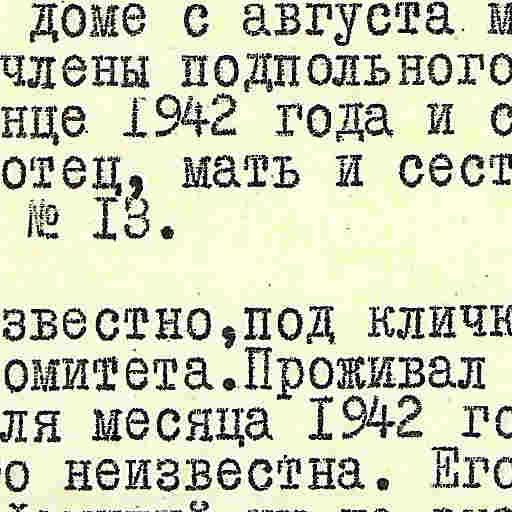 доме с августа м
члены подпольного
нце 1942 года и с
отец, мать и сест
№ 13.
звестно,под кличк
омитета.Проживал
ля месяца 1942 го
о неизвестна. Его